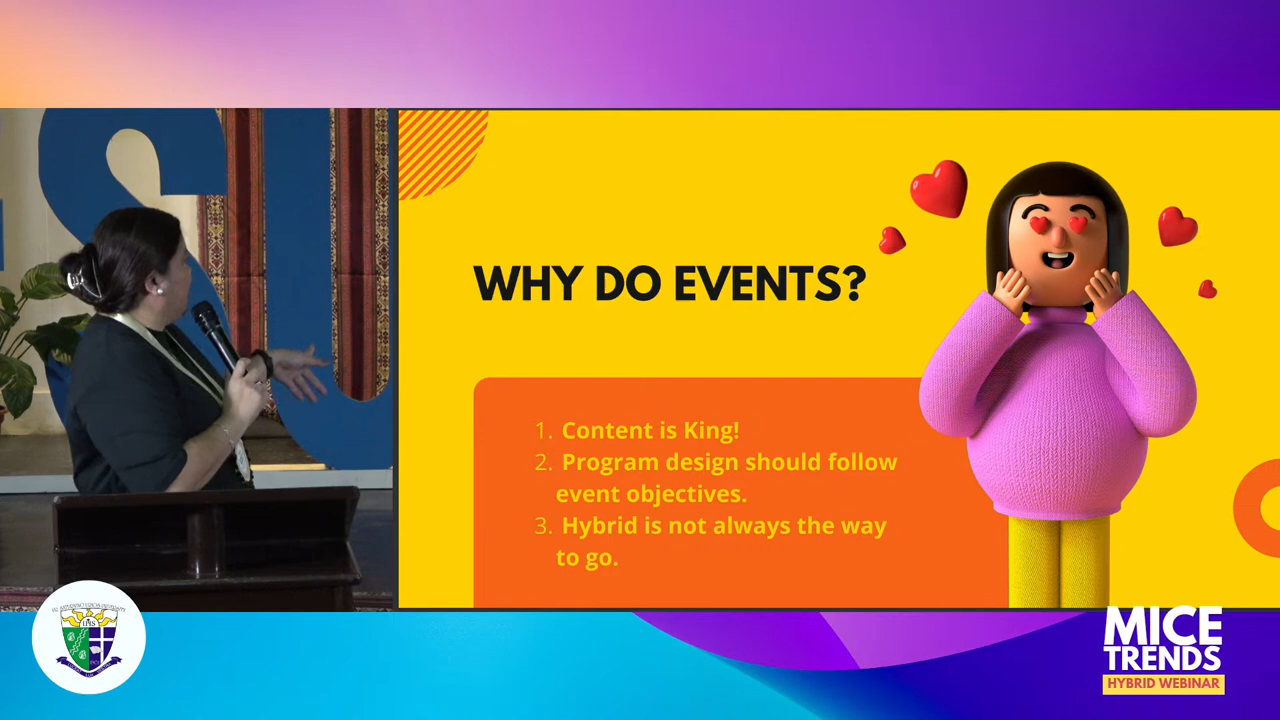 WHY DO EVENTS?
1. Content is King!
2. Program design should follow
event objectives.
3. Hybrid is not always the way
to go.
IHS
MICE
TRENDS
HYBRID WEBINAR